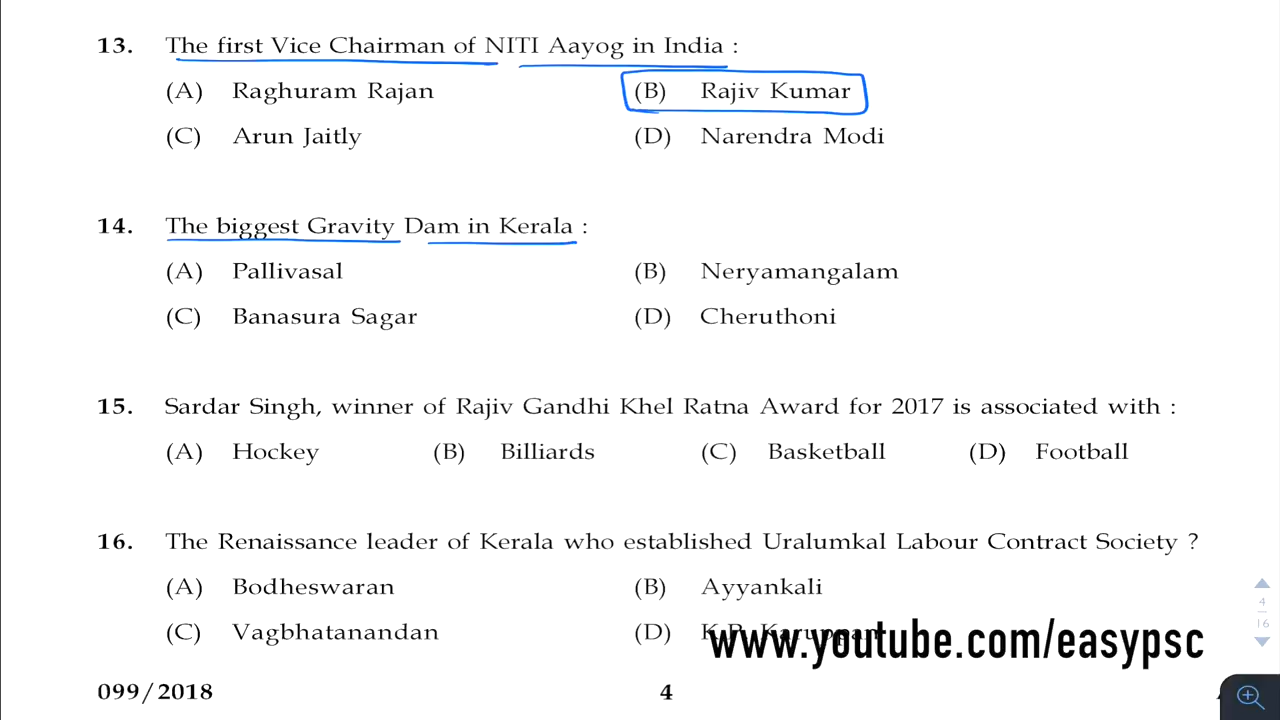 13. The first Vice Chairman of NITI Aayog in India :
(A) Raghuram Rajan (B) Rajiv Kumar
(C) Arun Jaitly (D) Narendra Modi
14. The biggest Gravity Dam in Kerala :
(A) Pallivasal (B) Neryamangalam
(C) Banasura Sagar (D) Cheruthoni
15. Sardar Singh, winner of Rajiv Gandhi Khel Ratna Award for 2017 is associated with :
(A) Hockey (B) Billiards (C) Basketball (D) Football
16. The Renaissance leader of Kerala who established Uralumkal Labour Contract Society ?
(A) Bodheswaran (B) Ayyankali
(C) Vagbhatanandan (D) K.P. Karuppan
www.youtube.com/easypsc
099/2018 4
4
16